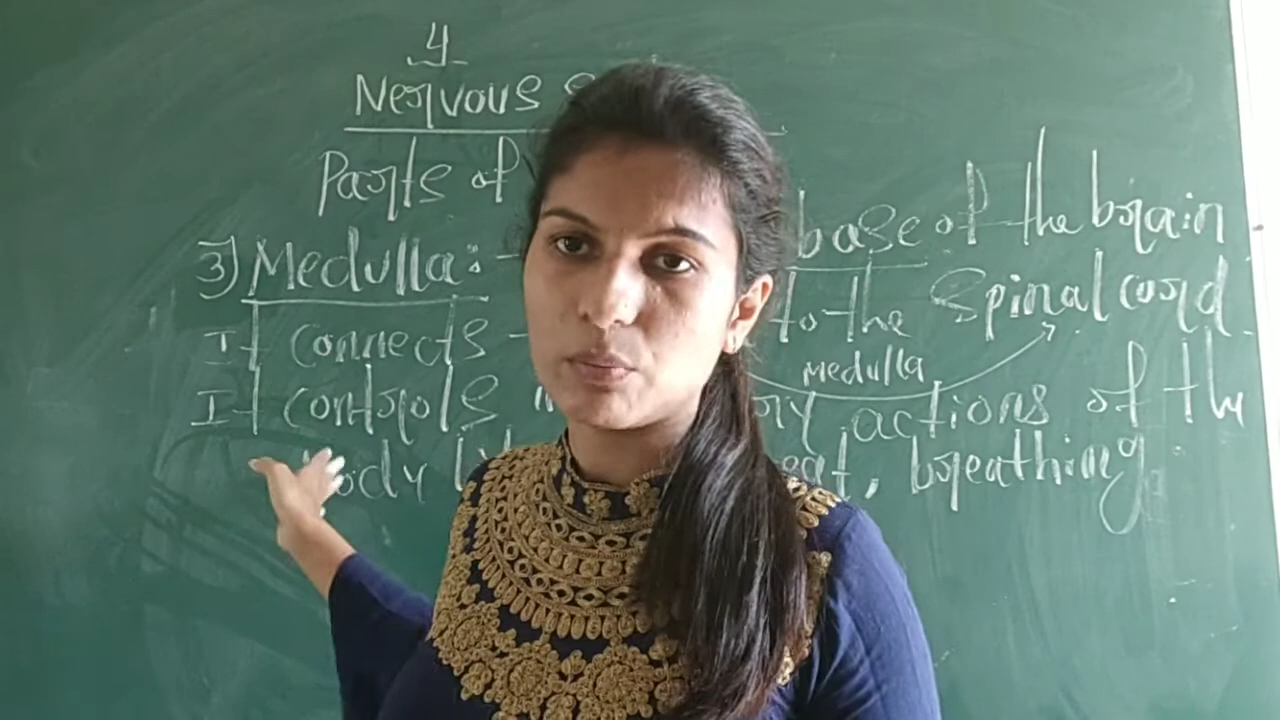 4
Nervous
Parts of
3) Medulla:- base of the brain
It connects to the Spinal cord.
medulla
It controls actions of the
body breathing.